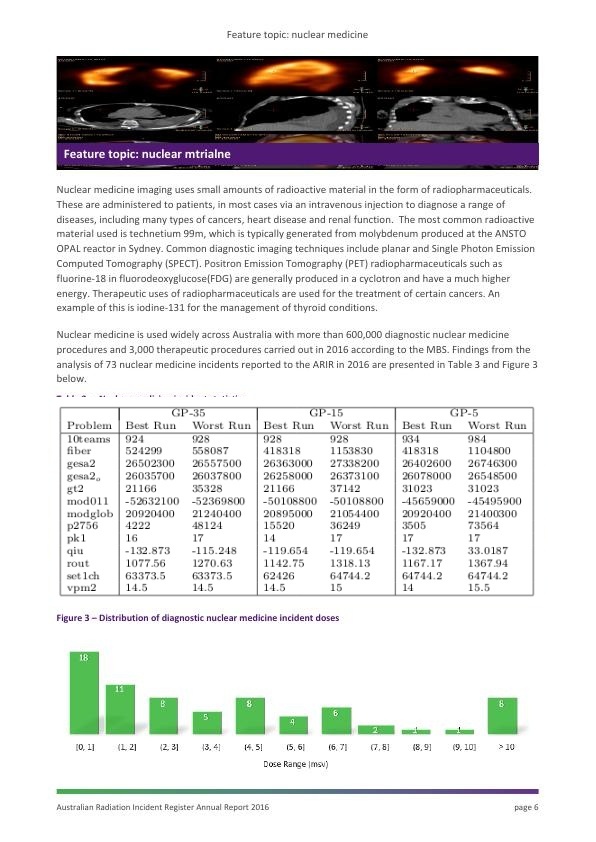 Feature topic: nuclear medicine
Feature topic: nuclear mtrialne
Nuclear medicine imaging uses small amounts of radioactive material in the form of radiopharmaceuticals.
These are administered to patients, in most cases via an intravenous injection to diagnose a range of
diseases, including many types of cancers, heart disease and renal function.  The most common radioactive
material used is technetium 99m, which is typically generated from molybdenum produced at the ANSTO
OPAL reactor in Sydney. Common diagnostic imaging techniques include planar and Single Photon Emission
Computed Tomography (SPECT). Positron Emission Tomography (PET) radiopharmaceuticals such as
fluorine-18 in fluorodeoxyglucose(FDG) are generally produced in a cyclotron and have a much higher
energy. Therapeutic uses of radiopharmaceuticals are used for the treatment of certain cancers. An
example of this is iodine-131 for the management of thyroid conditions.
Nuclear medicine is used widely across Australia with more than 600,000 diagnostic nuclear medicine
procedures and 3,000 therapeutic procedures carried out in 2016 according to the MBS. Findings from the
analysis of 73 nuclear medicine incidents reported to the ARIR in 2016 are presented in Table 3 and Figure 3
below.
GP-35 GP-15 GP-5
Problem Best Run Worst Run Best Run Worst Run Best Run Worst Run
10teams 924 928 928 928 934 984
fiber 524299 558087 418318 1153830 418318 1104800
gesa2 26502300 26557500 26363000 27338200 26402600 26746300
gesa2_o 26035700 26037800 26258000 26373100 26078000 26548500
gt2 21166 35328 21166 37142 31023 31023
mod011 -52632100 -52369800 -50108800 -50108800 -45659000 -45495900
modglob 20920400 21240400 20895000 21054400 20920400 21400300
p2756 4222 48124 15520 36249 3505 73564
pk1 16 17 14 17 17 17
qiu -132.873 -115.248 -119.654 -119.654 -132.873 33.0187
rout 1077.56 1270.63 1142.75 1318.13 1167.17 1367.94
set1ch 63373.5 63373.5 62426 64744.2 64744.2 64744.2
vpm2 14.5 14.5 14.5 15 14 15.5
Figure 3 – Distribution of diagnostic nuclear medicine incident doses
18 11 8 5 8 4 6 2 1 1 8
[0, 1] (1, 2] (2, 3] (3, 4] (4, 5] (5, 6] (6, 7] (7, 8] (8, 9] (9, 10] > 10
Dose Range (msv)
Australian Radiation Incident Register Annual Report 2016 page 6